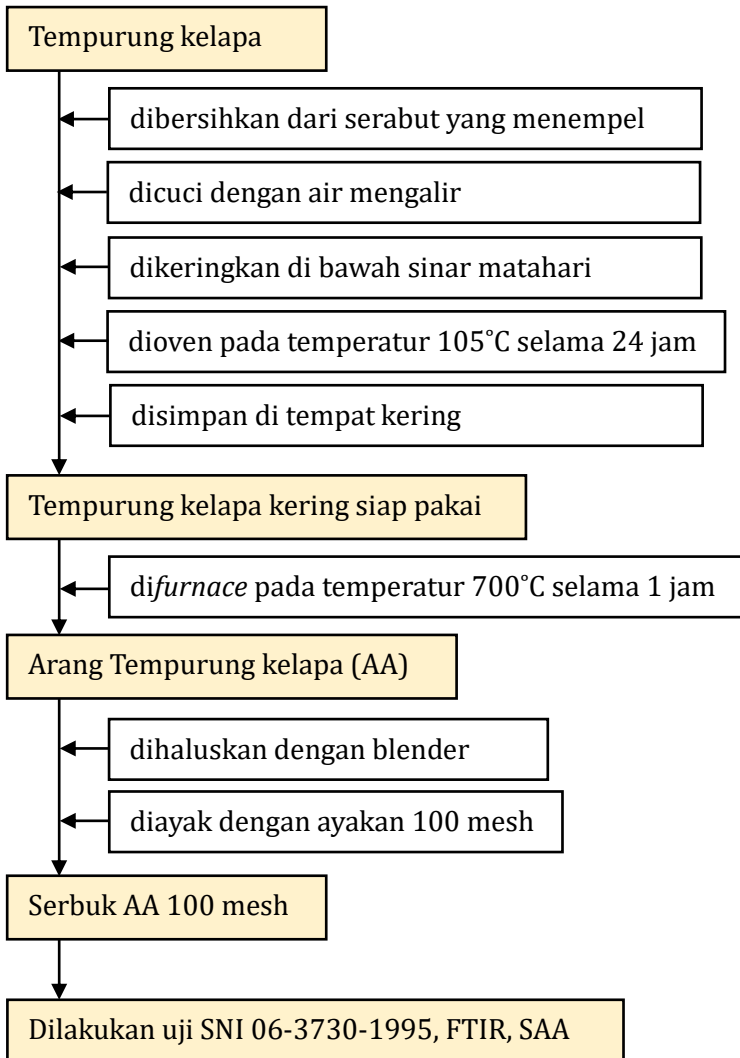 Tempurung kelapa
dibersihkan dari serabut yang menempel
dicuci dengan air mengalir
dikeringkan di bawah sinar matahari
dioven pada temperatur 105°C selama 24 jam
disimpan di tempat kering
Tempurung kelapa kering siap pakai
difurnace pada temperatur 700°C selama 1 jam
Arang Tempurung kelapa (AA)
dihaluskan dengan blender
diayak dengan ayakan 100 mesh
Serbuk AA 100 mesh
Dilakukan uji SNI 06-3730-1995, FTIR, SAA